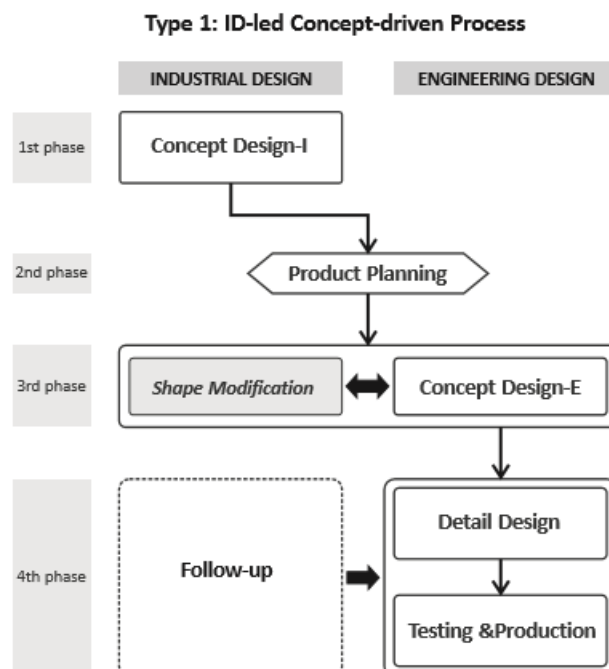 Type 1: ID-led Concept-driven Process
INDUSTRIAL DESIGN
ENGINEERING DESIGN
1st phase
Concept Design-I
2nd phase
Product Planning
3rd phase
Shape Modification
Concept Design-E
4th phase
Follow-up
Detail Design
Testing &Production